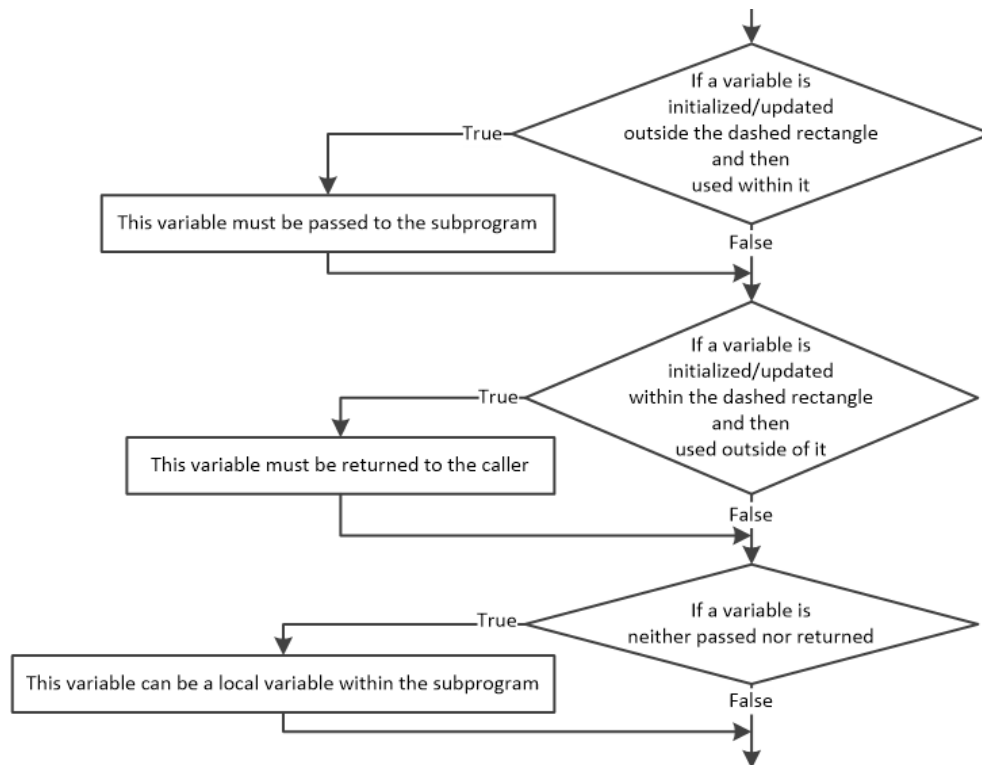 If a variable is
initialized/updated
outside the dashed rectangle
and then
used within it
True
This variable must be passed to the subprogram
False
If a variable is
initialized/updated
within the dashed rectangle
and then
used outside of it
True
This variable must be returned to the caller
False
If a variable is
neither passed nor returned
True
This variable can be a local variable within the subprogram
False